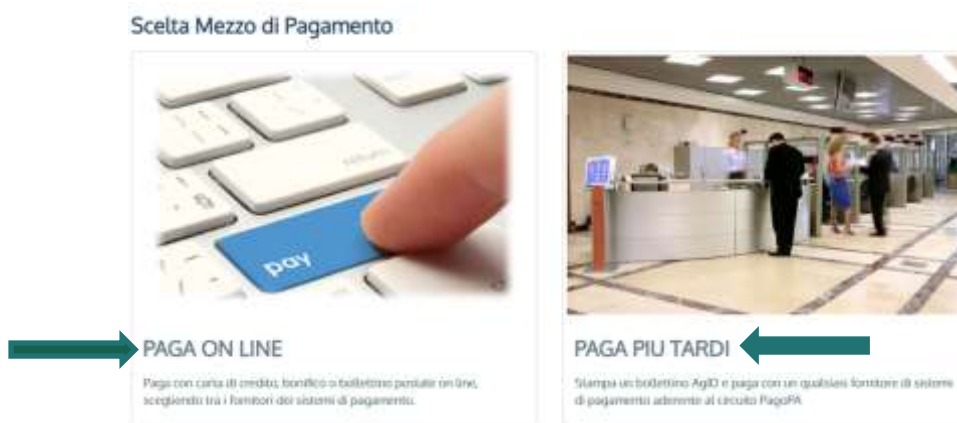 Scelta Mezzo di Pagamento
return
pay
PAGA ON LINE
Paga con carta di credito, bonifico o bollettino postale on line,
scegliendo tra i fornitori dei sistemi di pagamento.
PAGA PIU TARDI
Stampa un bollettino AgID e paga con un qualsiasi fornitore di sistemi
di pagamento aderente al circuito PagoPA